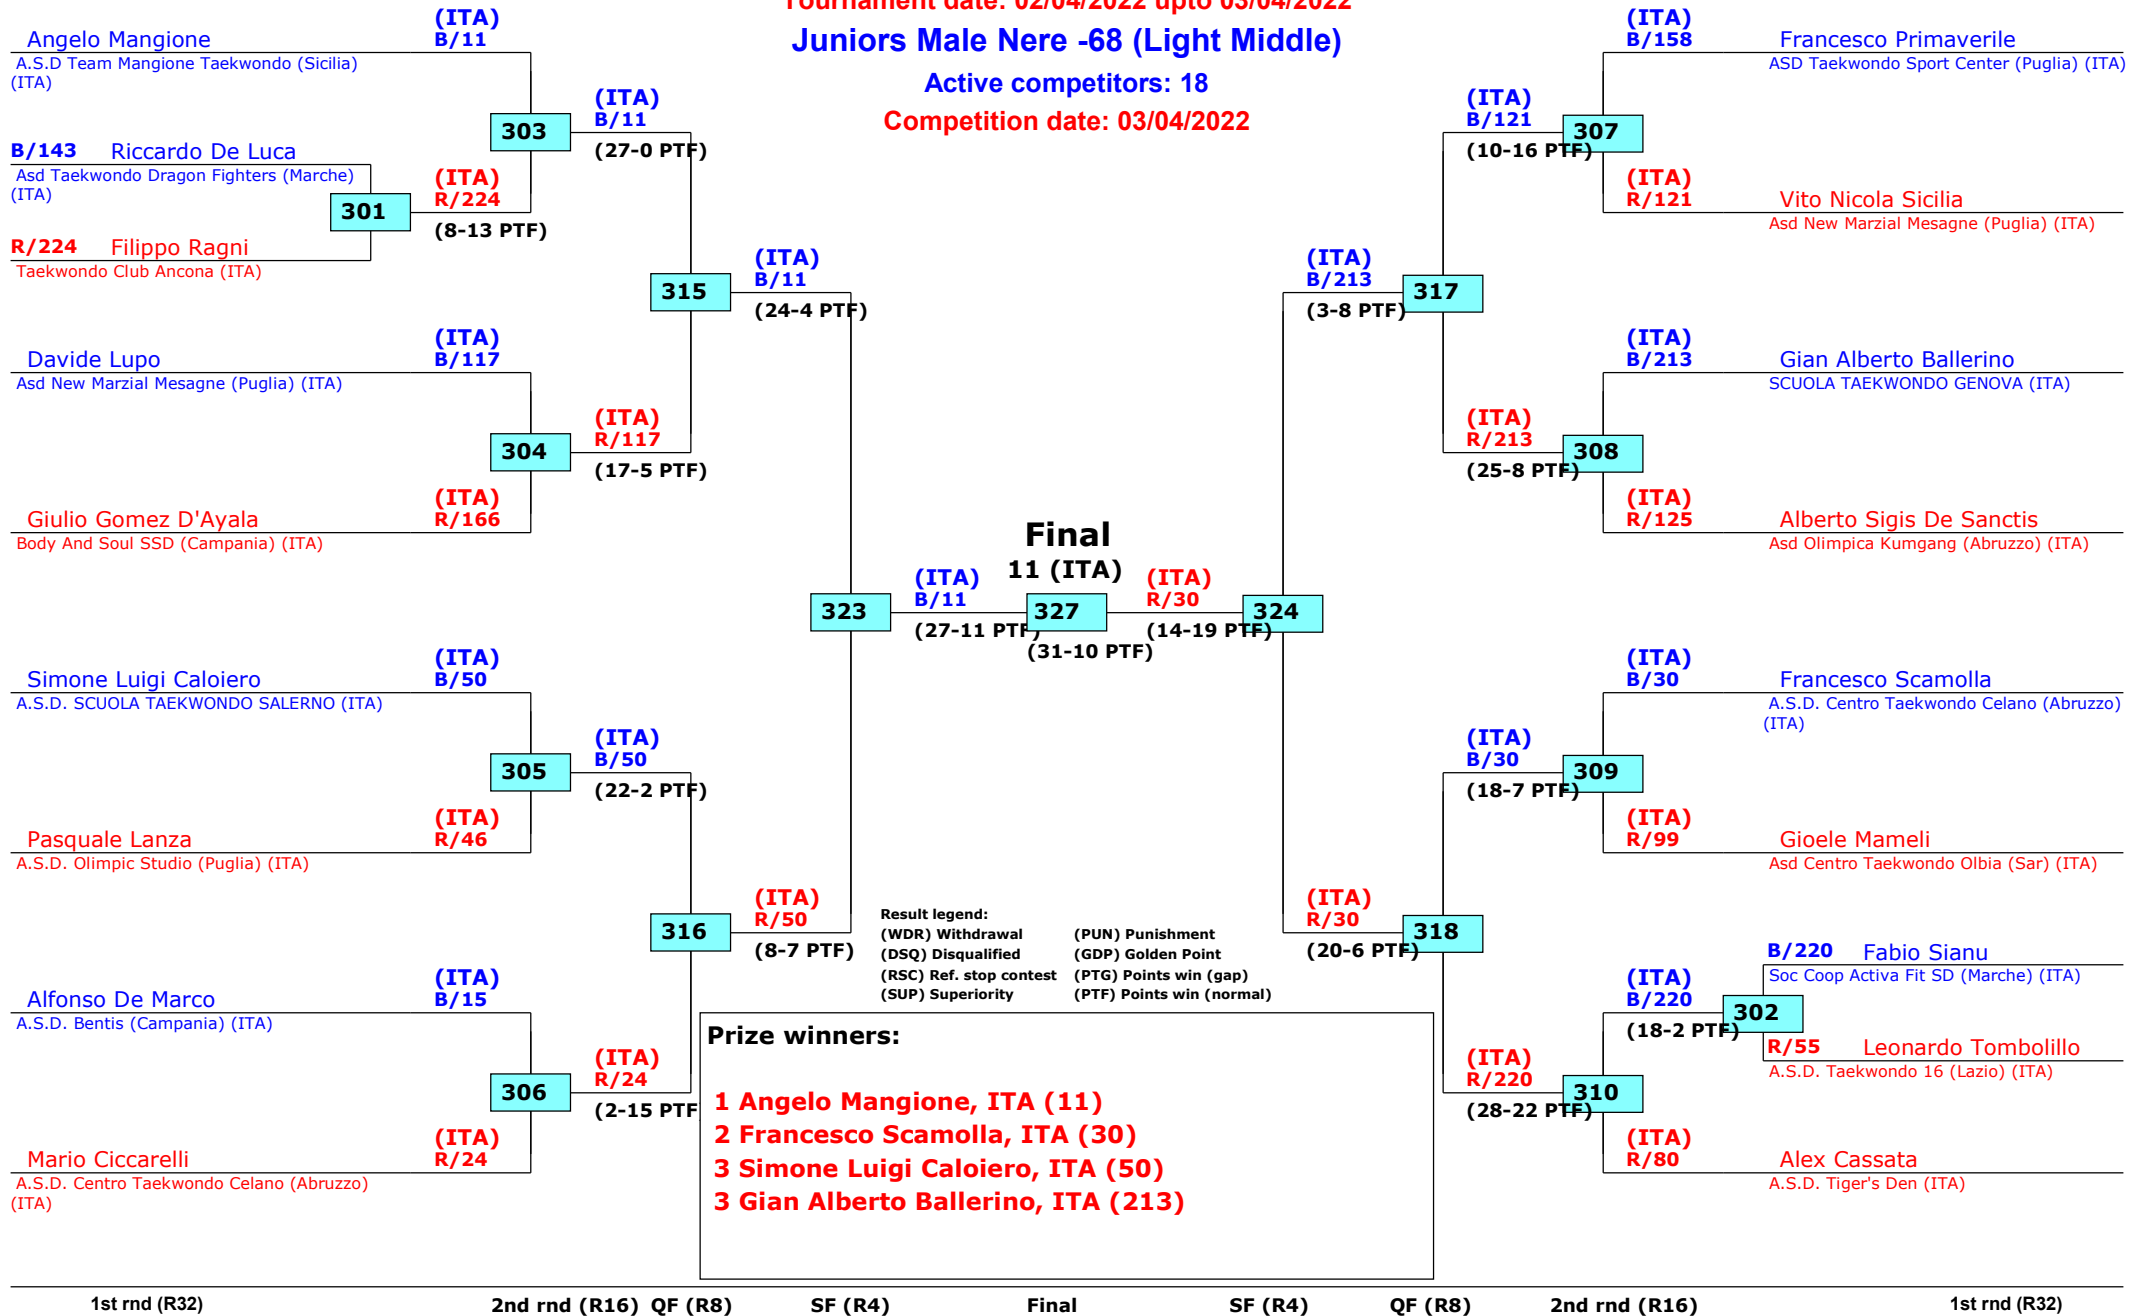 Tournament date: 02/04/2022 upto 03/04/2022
Juniors Male Nere -68 (Light Middle)
Active competitors: 18
Competition date: 03/04/2022
Angelo Mangione
(ITA)
B/11
A.S.D Team Mangione Taekwondo (Sicilia)
(ITA)
303
(ITA)
B/11
(27-0 PTF)
B/143 Riccardo De Luca
Asd Taekwondo Dragon Fighters (Marche)
(ITA)
301
(ITA)
R/224
(8-13 PTF)
R/224 Filippo Ragni
Taekwondo Club Ancona (ITA)
315
(ITA)
B/11
(24-4 PTF)
Davide Lupo
(ITA)
B/117
Asd New Marzial Mesagne (Puglia) (ITA)
304
(ITA)
R/117
(17-5 PTF)
Giulio Gomez D'Ayala
(ITA)
R/166
Body And Soul SSD (Campania) (ITA)
323
(ITA)
B/11
(27-11 PTF)
Final
11 (ITA)
327
(31-10 PTF)
(ITA)
R/30
(14-19 PTF)
324
Simone Luigi Caloiero
(ITA)
B/50
A.S.D. SCUOLA TAEKWONDO SALERNO (ITA)
305
(ITA)
B/50
(22-2 PTF)
Pasquale Lanza
(ITA)
R/46
A.S.D. Olimpic Studio (Puglia) (ITA)
316
(ITA)
R/50
(8-7 PTF)
Alfonso De Marco
(ITA)
B/15
A.S.D. Bentis (Campania) (ITA)
306
(ITA)
R/24
(2-15 PTF
Mario Ciccarelli
(ITA)
R/24
A.S.D. Centro Taekwondo Celano (Abruzzo)
(ITA)
(ITA)
B/158
Francesco Primaverile
ASD Taekwondo Sport Center (Puglia) (ITA)
(ITA)
B/121
307
(10-16 PTF)
(ITA)
R/121
Vito Nicola Sicilia
Asd New Marzial Mesagne (Puglia) (ITA)
(ITA)
B/213
317
(3-8 PTF)
(ITA)
B/213
Gian Alberto Ballerino
SCUOLA TAEKWONDO GENOVA (ITA)
(ITA)
R/213
308
(25-8 PTF)
(ITA)
R/125
Alberto Sigis De Sanctis
Asd Olimpica Kumgang (Abruzzo) (ITA)
(ITA)
B/30
Francesco Scamolla
A.S.D. Centro Taekwondo Celano (Abruzzo)
(ITA)
(ITA)
B/30
309
(18-7 PTF)
(ITA)
R/99
Gioele Mameli
Asd Centro Taekwondo Olbia (Sar) (ITA)
(ITA)
R/30
318
(20-6 PTF)
B/220 Fabio Sianu
Soc Coop Activa Fit SD (Marche) (ITA)
(ITA)
B/220
302
(18-2 PTF)
R/55 Leonardo Tombolillo
A.S.D. Taekwondo 16 (Lazio) (ITA)
(ITA)
R/220
310
(28-22 PTF)
(ITA)
R/80
Alex Cassata
A.S.D. Tiger's Den (ITA)
Result legend:
(WDR) Withdrawal (PUN) Punishment
(DSQ) Disqualified (GDP) Golden Point
(RSC) Ref. stop contest (PTG) Points win (gap)
(SUP) Superiority (PTF) Points win (normal)
Prize winners:
1 Angelo Mangione, ITA (11)
2 Francesco Scamolla, ITA (30)
3 Simone Luigi Caloiero, ITA (50)
3 Gian Alberto Ballerino, ITA (213)
1st rnd (R32) 2nd rnd (R16) QF (R8) SF (R4) Final SF (R4) QF (R8) 2nd rnd (R16) 1st rnd (R32)